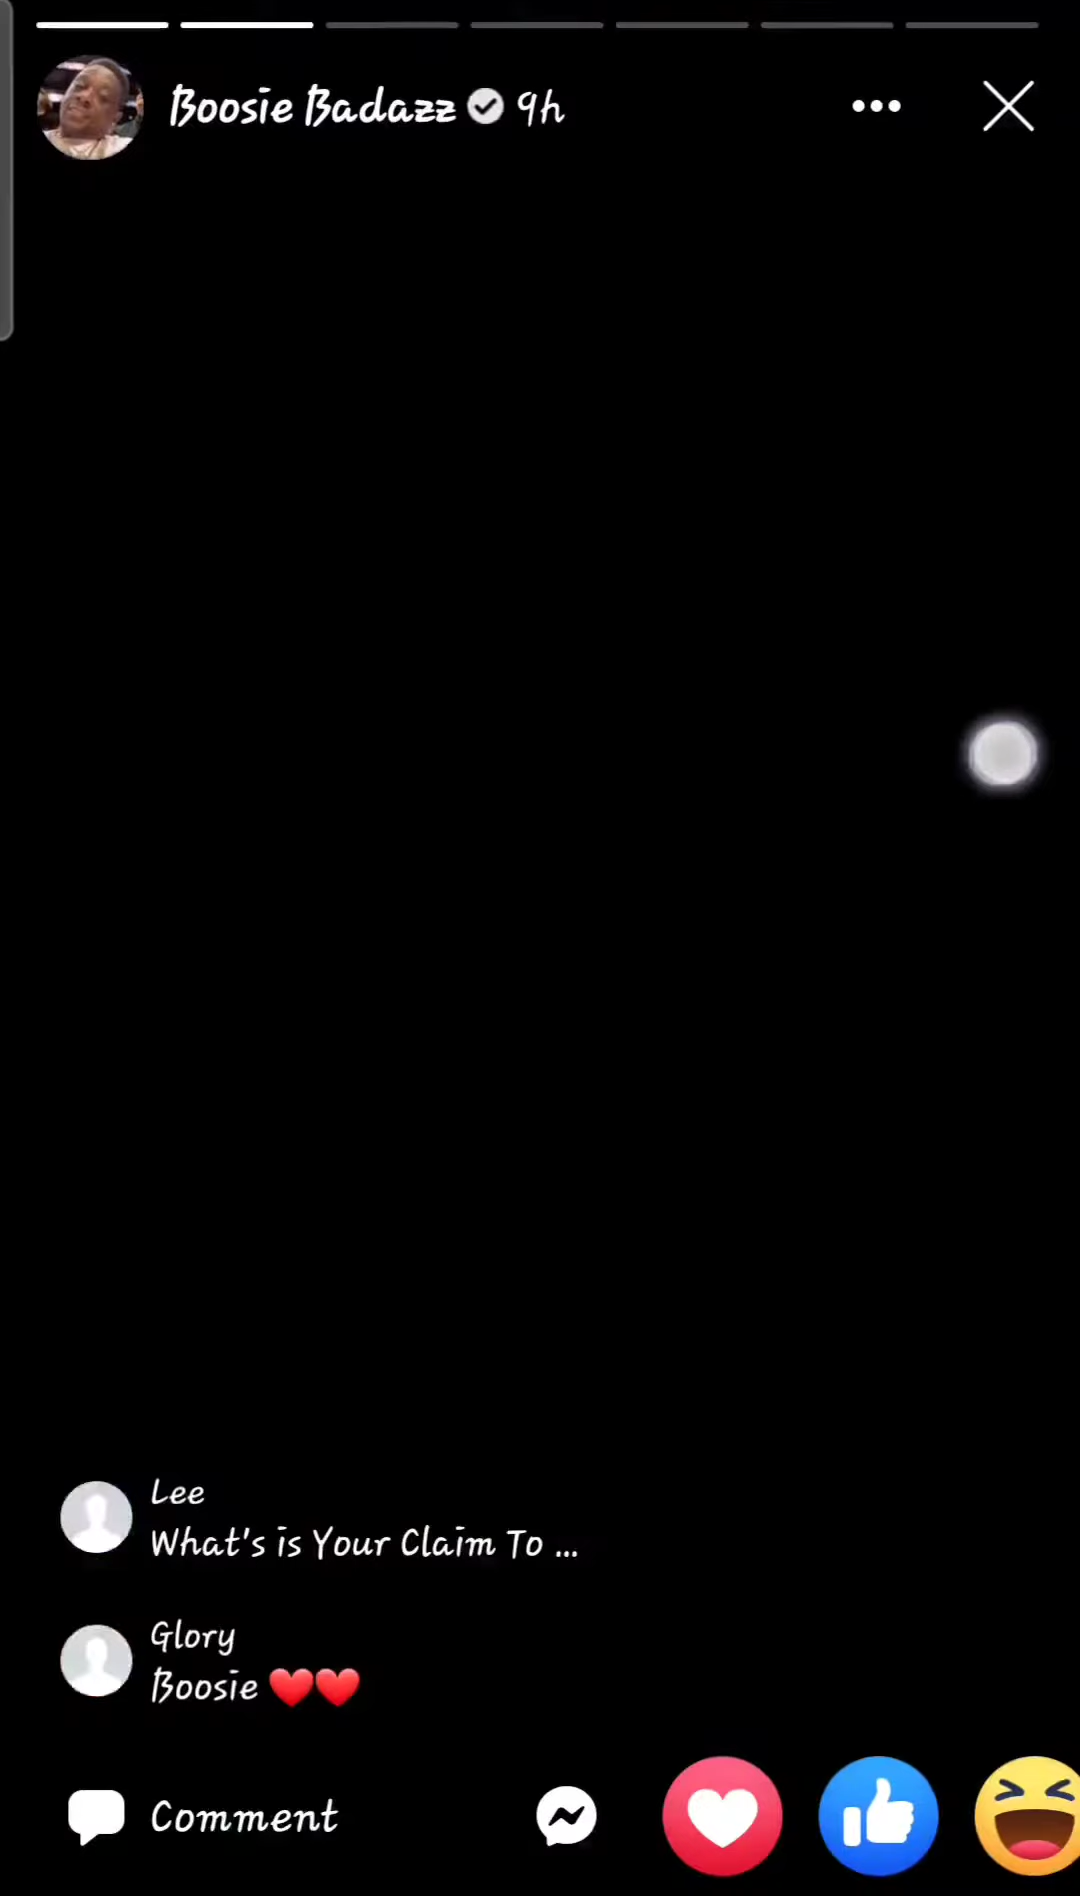 Boosie Badazz 9h
Lee
What's is Your Claim To ...
Glory
Boosie ❤️❤️
Comment